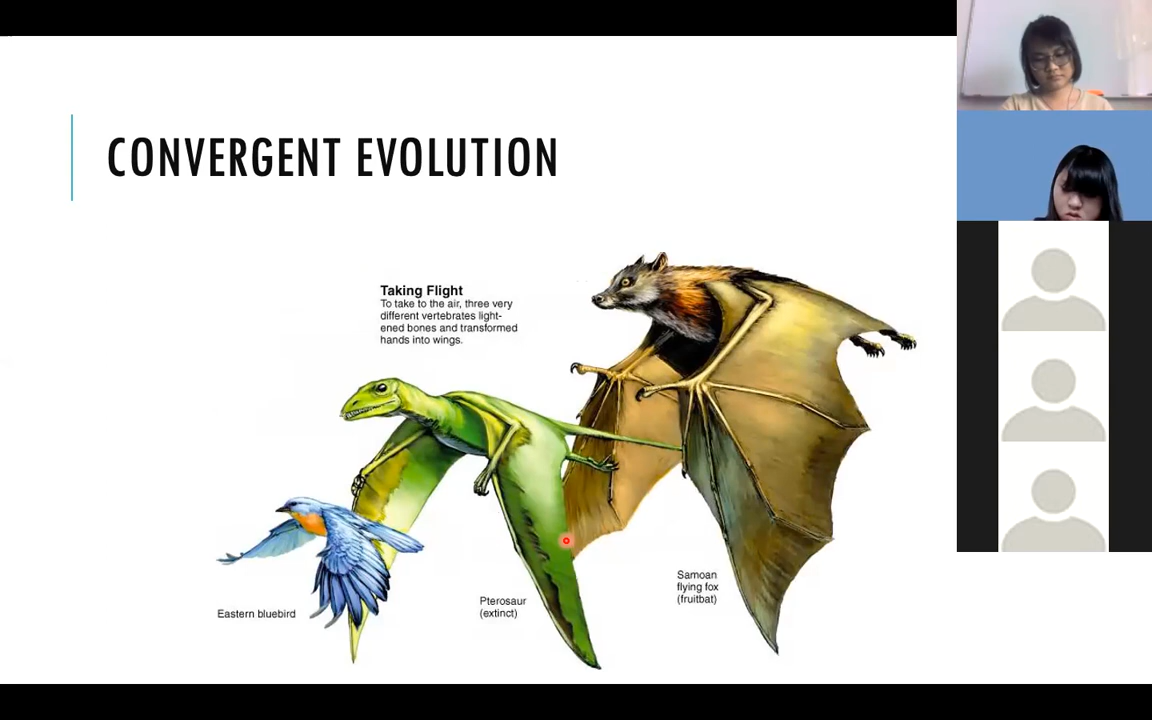 CONVERGENT EVOLUTION
Taking Flight
To take to the air, three very
different vertebrates light-
ened bones and transformed
hands into wings.
Samoan
flying fox
(fruitbat)
Pterosaur
(extinct)
Eastern bluebird